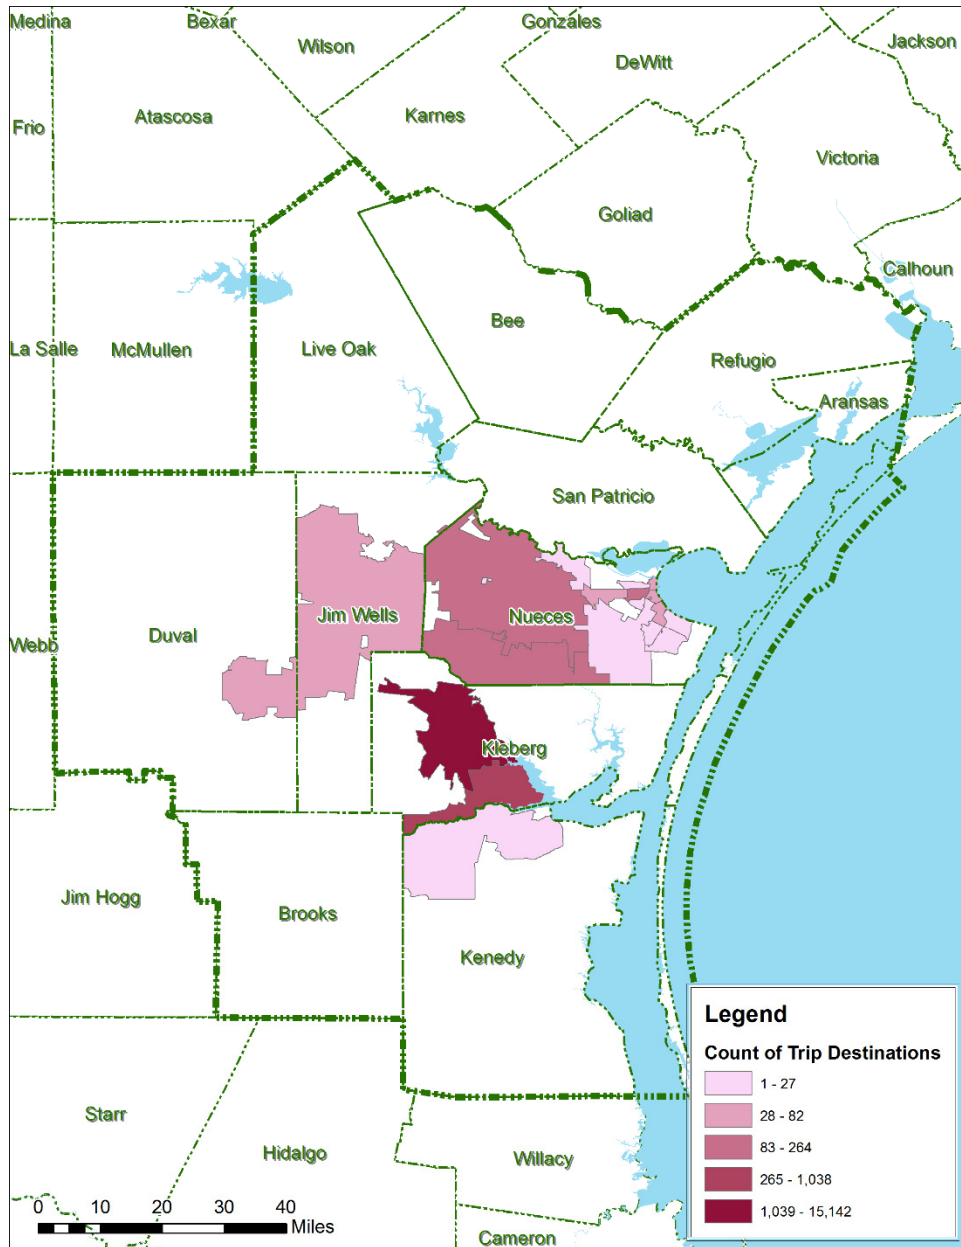 Medina
Bexar
Gonzales
Jackson
Wilson
DeWitt
Atascosa
Karnes
Frio
Victoria
Goliad
Calhoun
Bee
La Salle
McMullen
Live Oak
Refugio
Aransas
San Patricio
Jim Wells
Nueces
Duval
Webb
Kleberg
Jim Hogg
Brooks
Kenedy
Starr
Hidalgo
Willacy
Cameron
0 10 20 30 40
Miles
Legend
Count of Trip Destinations
1 - 27
28 - 82
83 - 264
265 - 1,038
1,039 - 15,142